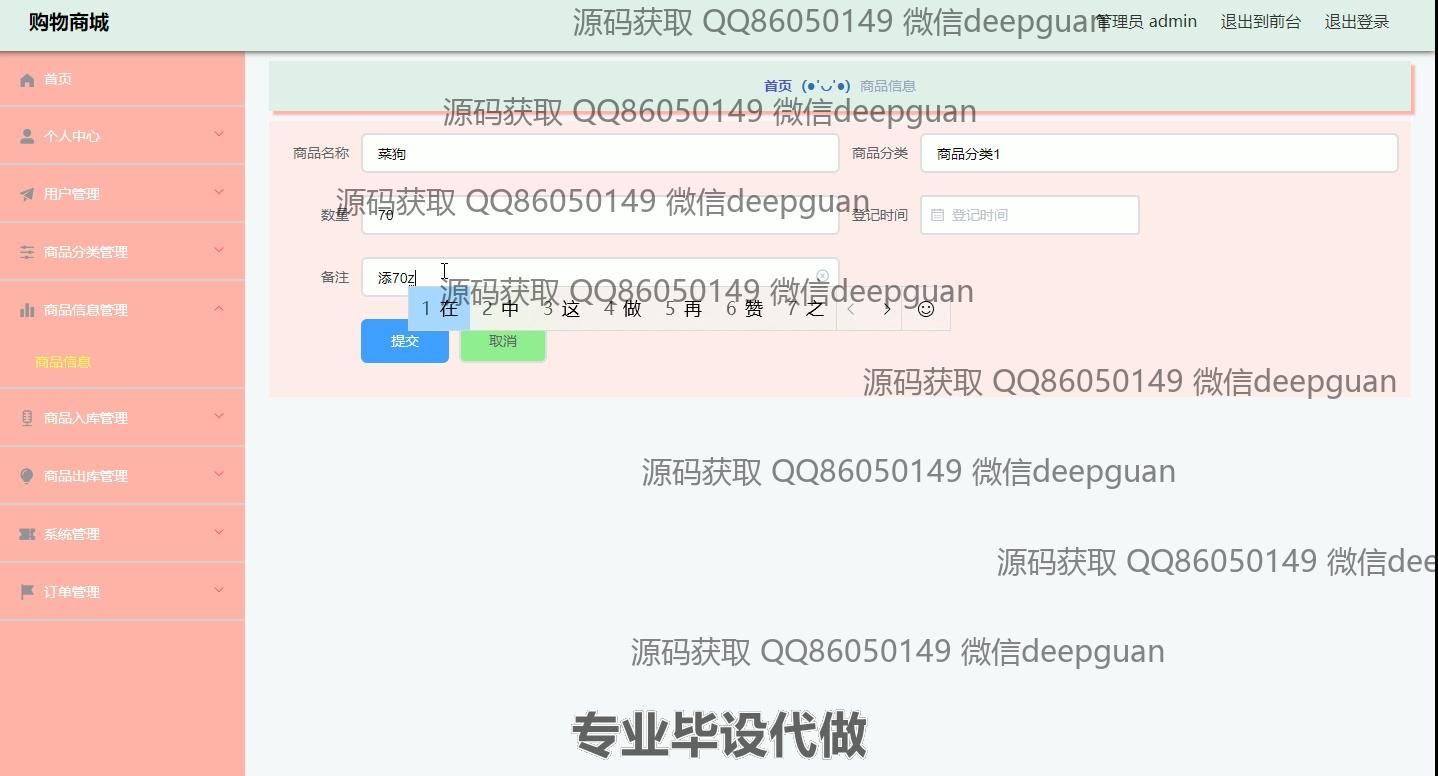 购物商城
源码获取 QQ86050149 微信deepguan
管理员 admin 退出到前台 退出登录
首页
首页 (●'◡'●) 商品信息
源码获取 QQ86050149 微信deepguan
个人中心
商品名称 菜狗 商品分类 商品分类1
用户管理
源码获取 QQ86050149 微信deepguan
数量 70 登记时间 登记时间
商品分类管理
备注 添70z
源码获取 QQ86050149 微信deepguan
商品信息管理
1 在 2 中 3 这 4 做 5 再 6 赞 7 之
提交 取消
商品信息
源码获取 QQ86050149 微信deepguan
商品入库管理
商品出库管理
源码获取 QQ86050149 微信deepguan
系统管理
源码获取 QQ86050149 微信dee
订单管理
源码获取 QQ86050149 微信deepguan
专业毕设代做